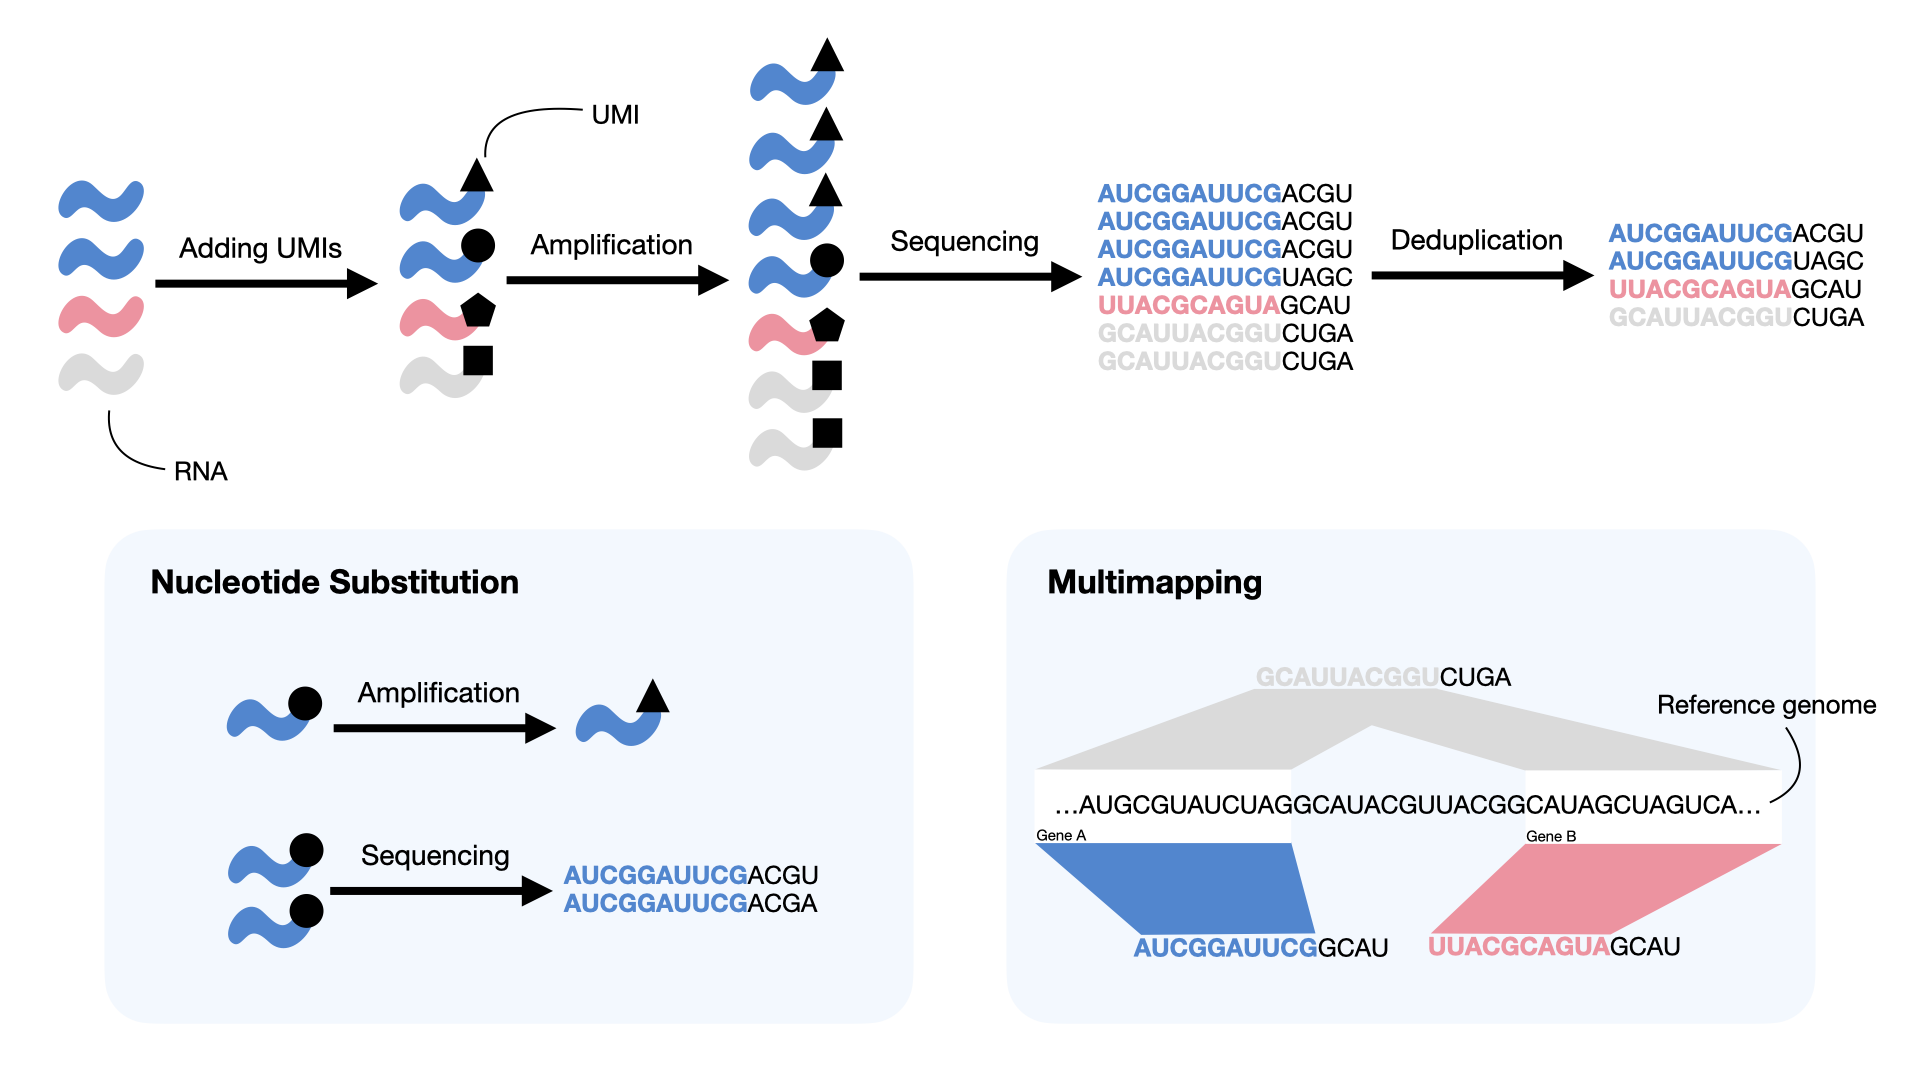 UMI
Adding UMIs
Amplification
Sequencing
Deduplication
RNA
AUCGGAUUCGACGU
AUCGGAUUCGACGU
AUCGGAUUCGACGU
AUCGGAUUCGUAGC
UUACGCAGUAGCAU
GCAUUACGGUCUGA
GCAUUACGGUCUGA
AUCGGAUUCGACGU
AUCGGAUUCGUAGC
UUACGCAGUAGCAU
GCAUUACGGUCUGA
Nucleotide Substitution
Amplification
Sequencing
AUCGGAUUCGACGU
AUCGGAUUCGACGA
Multimapping
GCAUUACGGUCUGA
Reference genome
...AUGCGUAUCUAGGCAUACGUUACGGCAUAGCUAGUCA...
Gene A
Gene B
AUCGGAUUCGGCAU
UUACGCAGUAGCAU